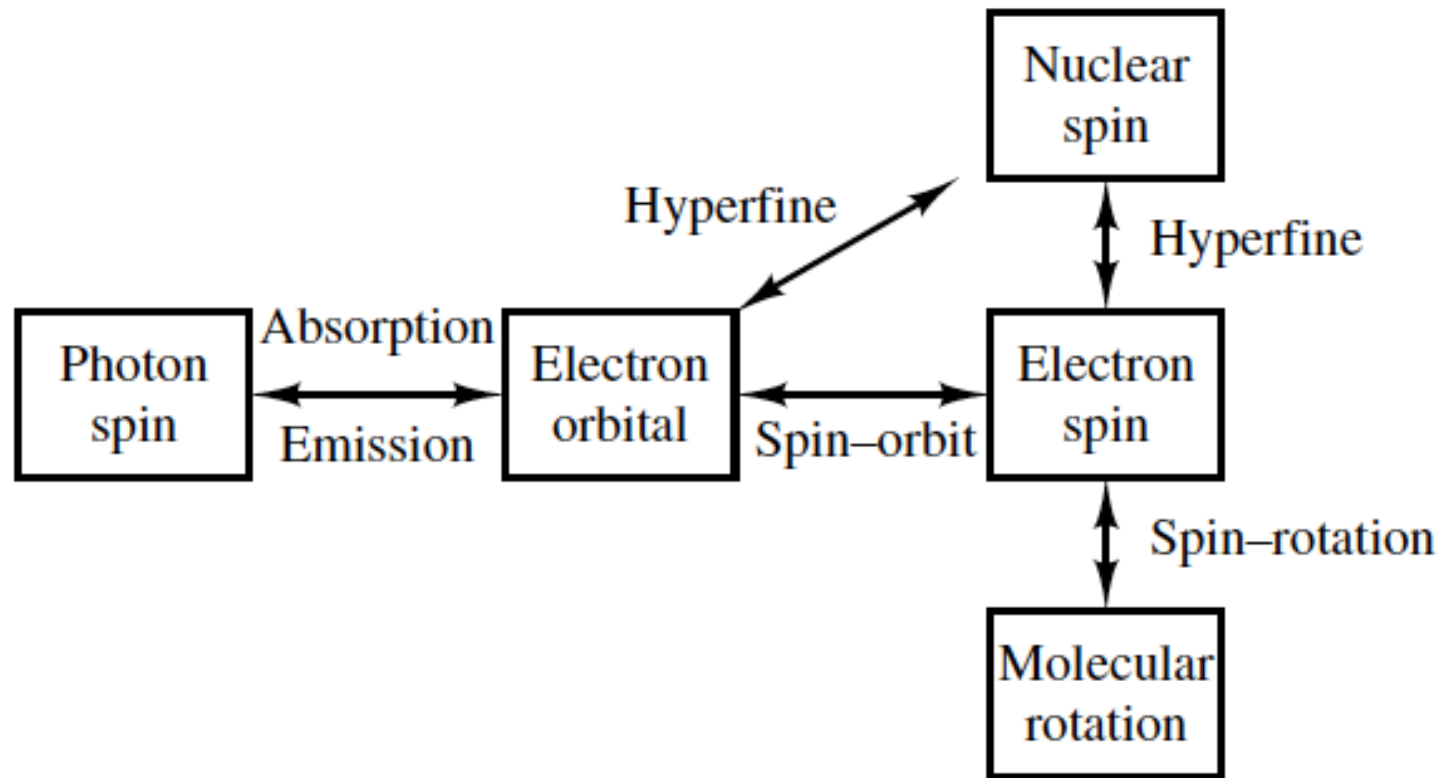 Nuclear
spin
Hyperfine
Hyperfine
Absorption
Photon
spin
Electron
orbital
Electron
spin
Emission
Spin–orbit
Spin–rotation
Molecular
rotation